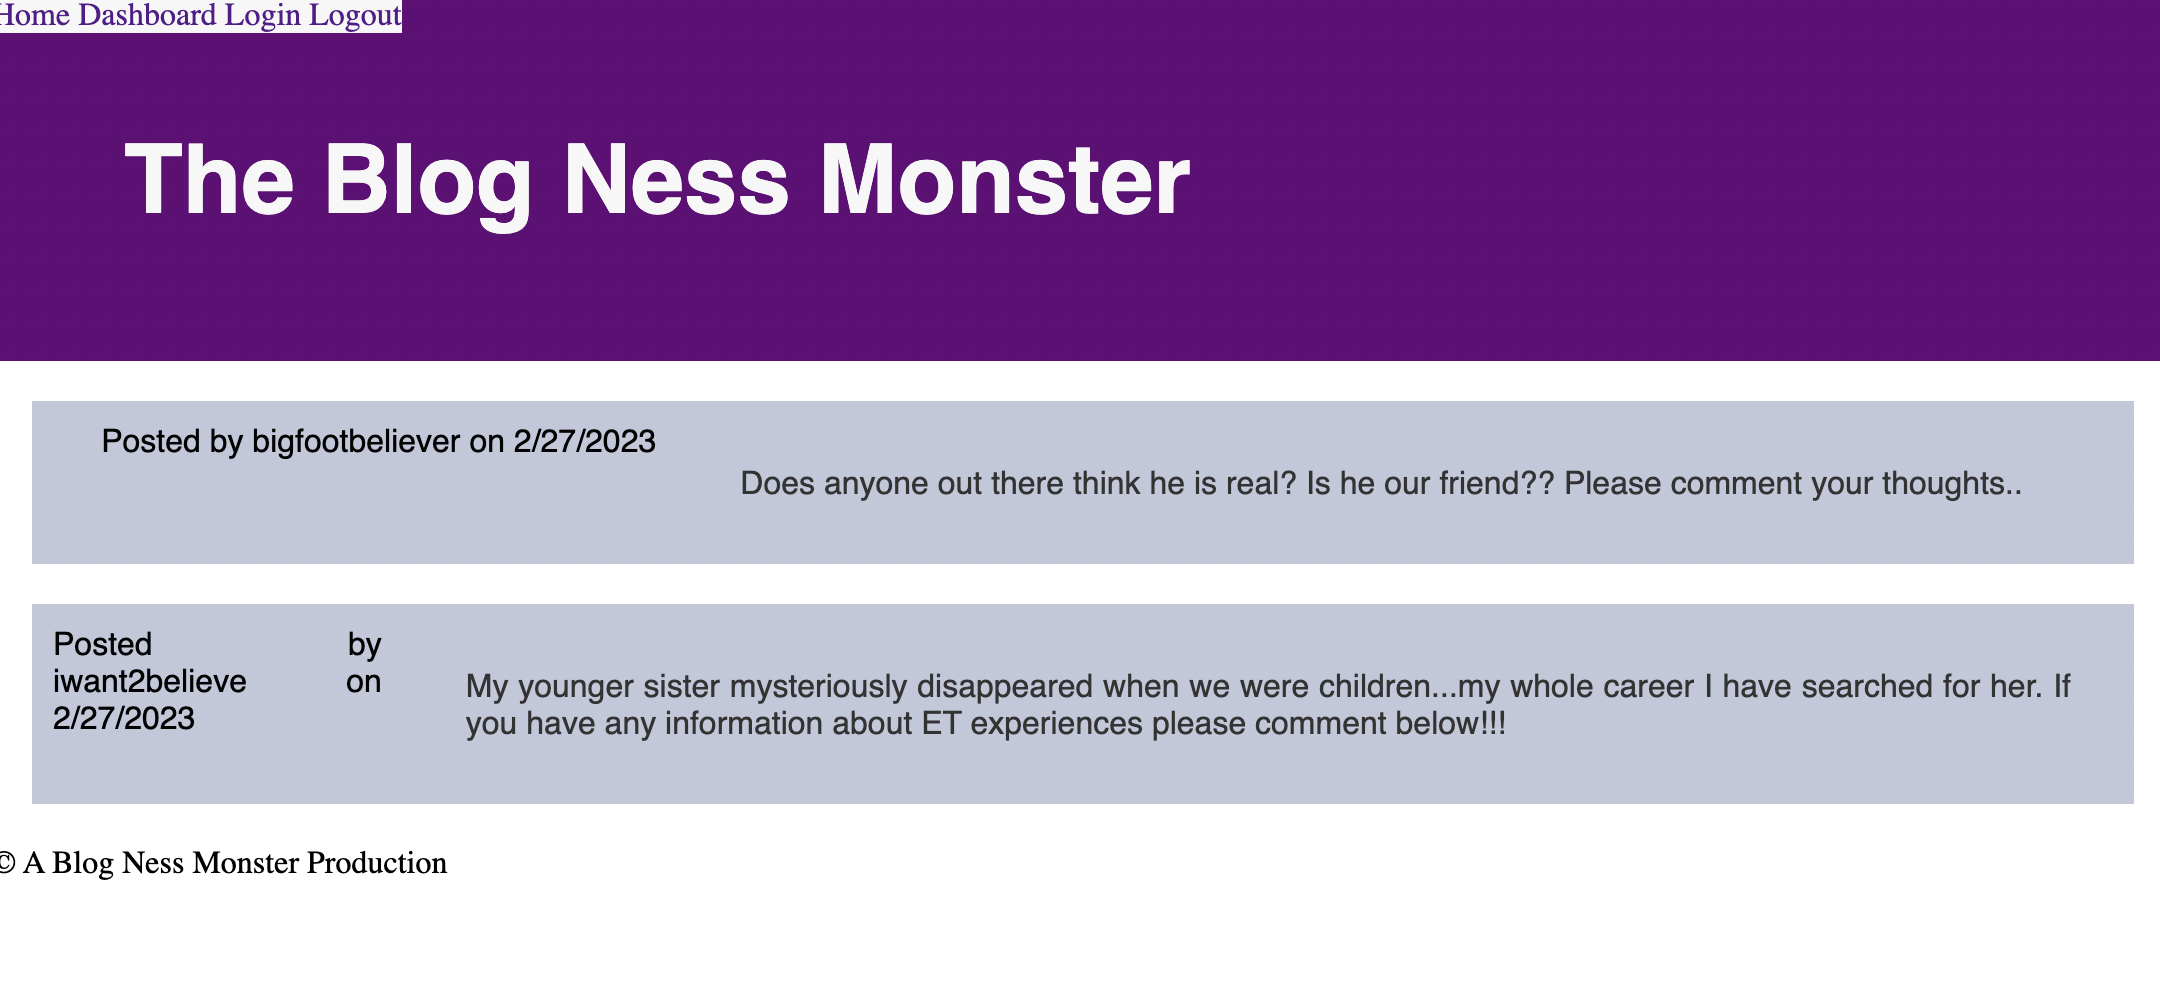 Home Dashboard Login Logout
The Blog Ness Monster
Posted by bigfootbeliever on 2/27/2023
Does anyone out there think he is real? Is he our friend?? Please comment your thoughts..
Posted by
iwant2believe on
2/27/2023
My younger sister mysteriously disappeared when we were children...my whole career I have searched for her. If
you have any information about ET experiences please comment below!!!
© A Blog Ness Monster Production